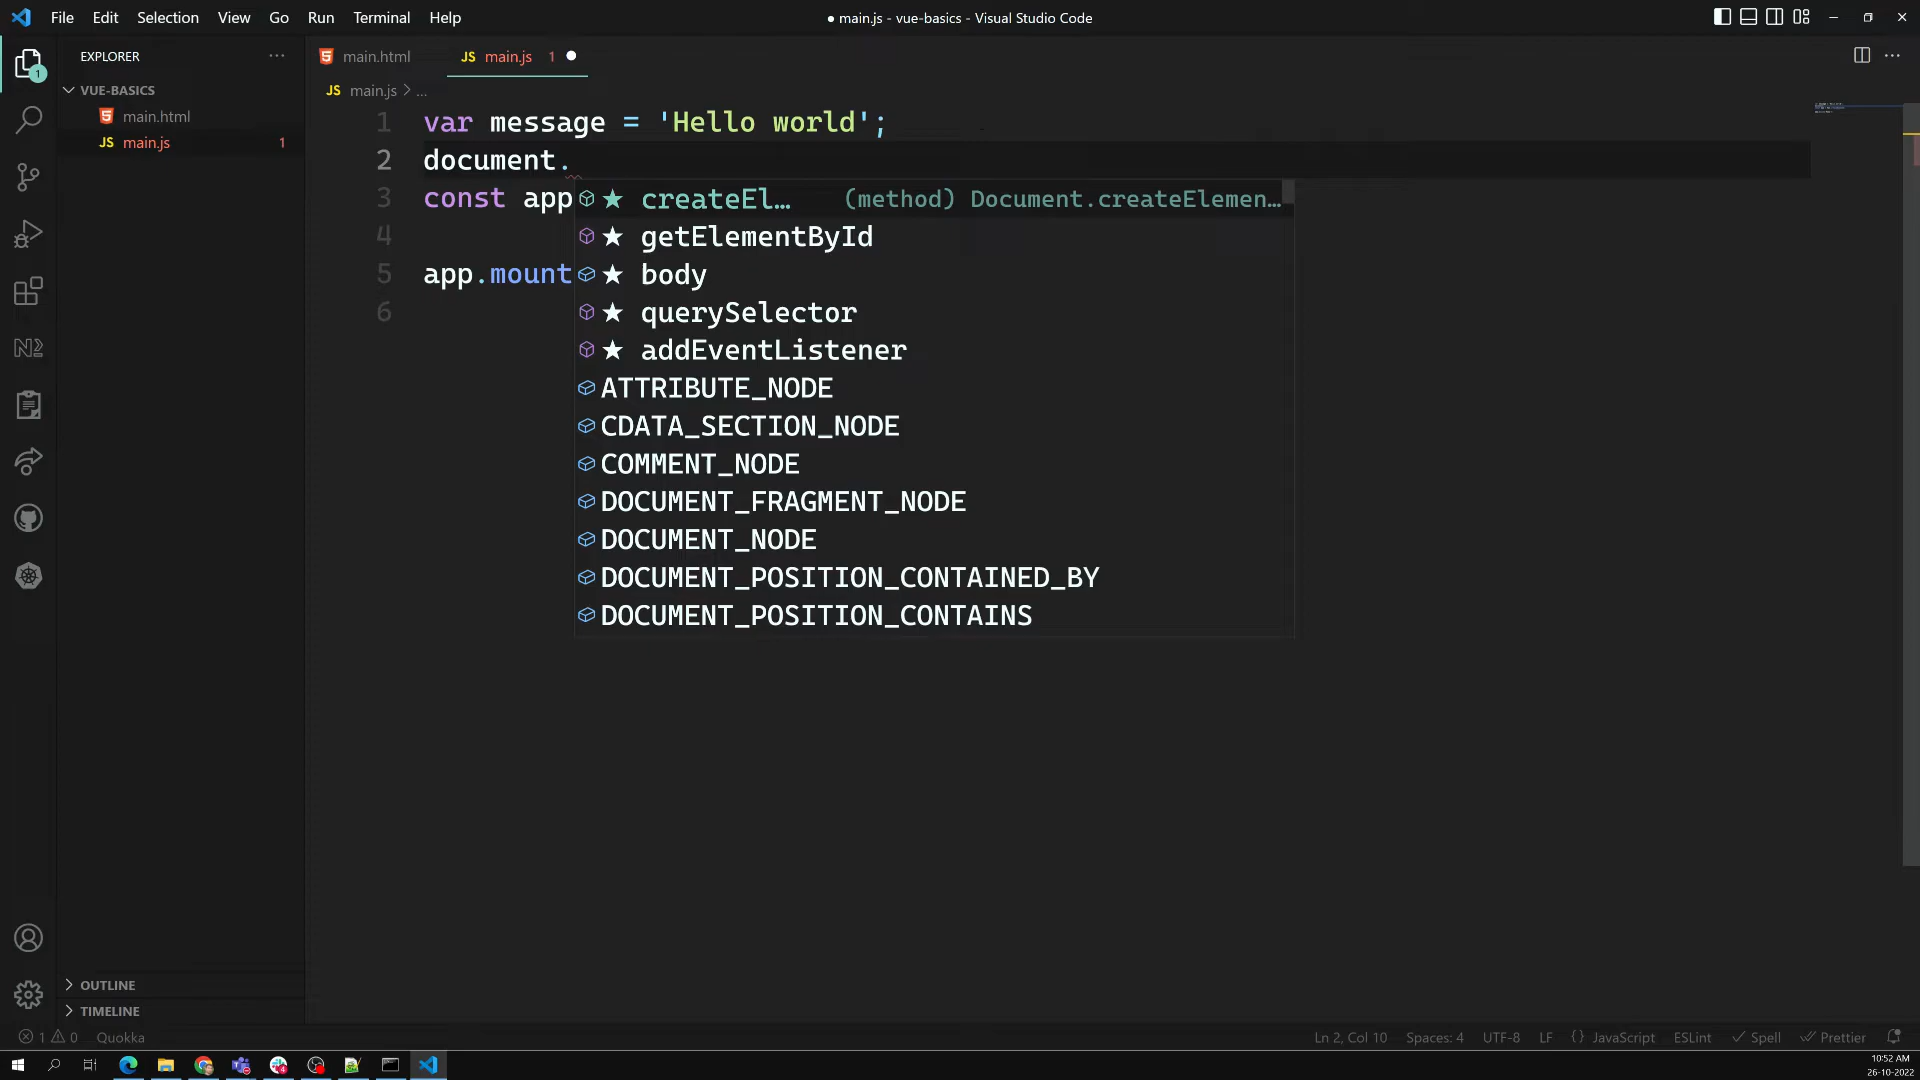 File Edit Selection View Go Run Terminal Help
● main.js - vue-basics - Visual Studio Code
1
EXPLORER ···
main.html
JS main.js 1
VUE-BASICS
JS main.js > ...
main.html
JS main.js 1
1 var message = 'Hello world';
2 document.
3 const app
4
5 app.mount
6
★ createEl… (method) Document.createElemen…
★ getElementById
★ body
★ querySelector
★ addEventListener
ATTRIBUTE_NODE
CDATA_SECTION_NODE
COMMENT_NODE
DOCUMENT_FRAGMENT_NODE
DOCUMENT_NODE
DOCUMENT_POSITION_CONTAINED_BY
DOCUMENT_POSITION_CONTAINS
OUTLINE
TIMELINE
1 0 Quokka
Ln 2, Col 10 Spaces: 4 UTF-8 LF {} JavaScript ESLint Spell Prettier
10:52 AM
26-10-2022